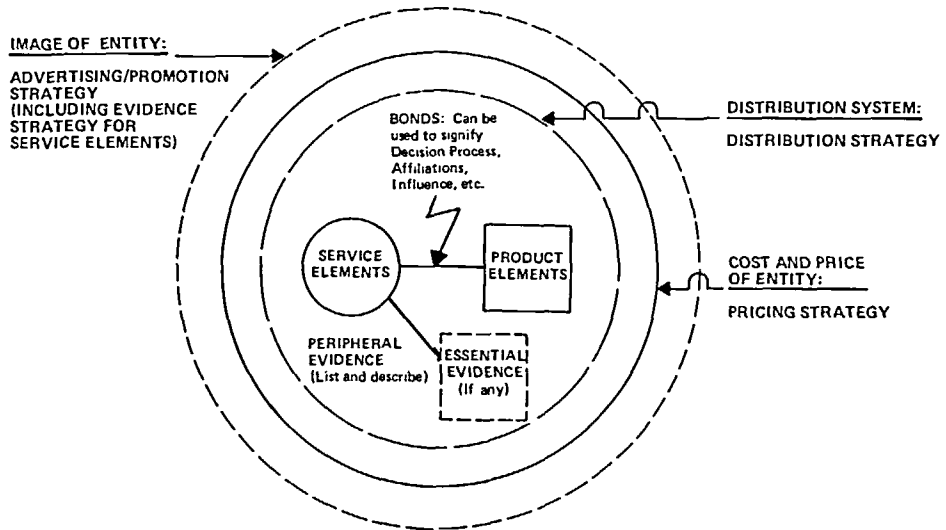 IMAGE OF ENTITY:
ADVERTISING/PROMOTION
STRATEGY
(INCLUDING EVIDENCE
STRATEGY FOR
SERVICE ELEMENTS)
BONDS: Can be
used to signify
Decision Process,
Affiliations,
Influence, etc.
DISTRIBUTION SYSTEM:
DISTRIBUTION STRATEGY
SERVICE
ELEMENTS
PRODUCT
ELEMENTS
COST AND PRICE
OF ENTITY:
PRICING STRATEGY
PERIPHERAL
EVIDENCE
(List and describe)
ESSENTIAL
EVIDENCE
(If any)